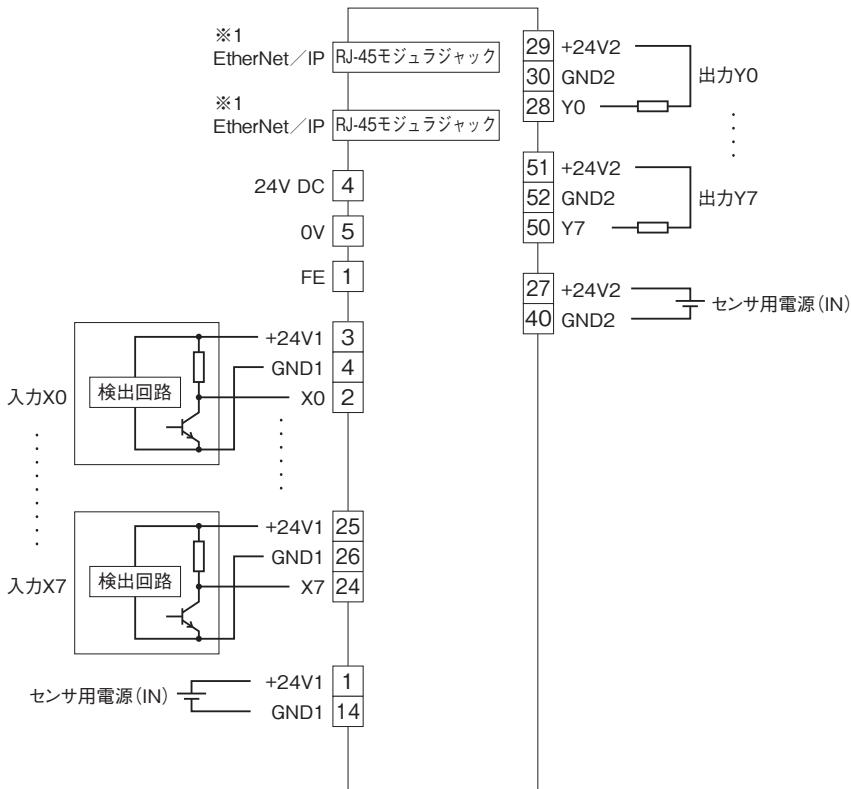 ※1
EtherNet／IP RJ-45モジュラジャック
※1
EtherNet／IP RJ-45モジュラジャック
24V DC 4
0V 5
FE 1
入力X0
検出回路
+24V1 3
GND1 4
X0 2
入力X7
検出回路
+24V1 25
GND1 26
X7 24
センサ用電源（IN）
+24V1 1
GND1 14
29 +24V2
30 GND2
28 Y0
出力Y0
51 +24V2
52 GND2
50 Y7
出力Y7
27 +24V2
40 GND2
センサ用電源（IN）